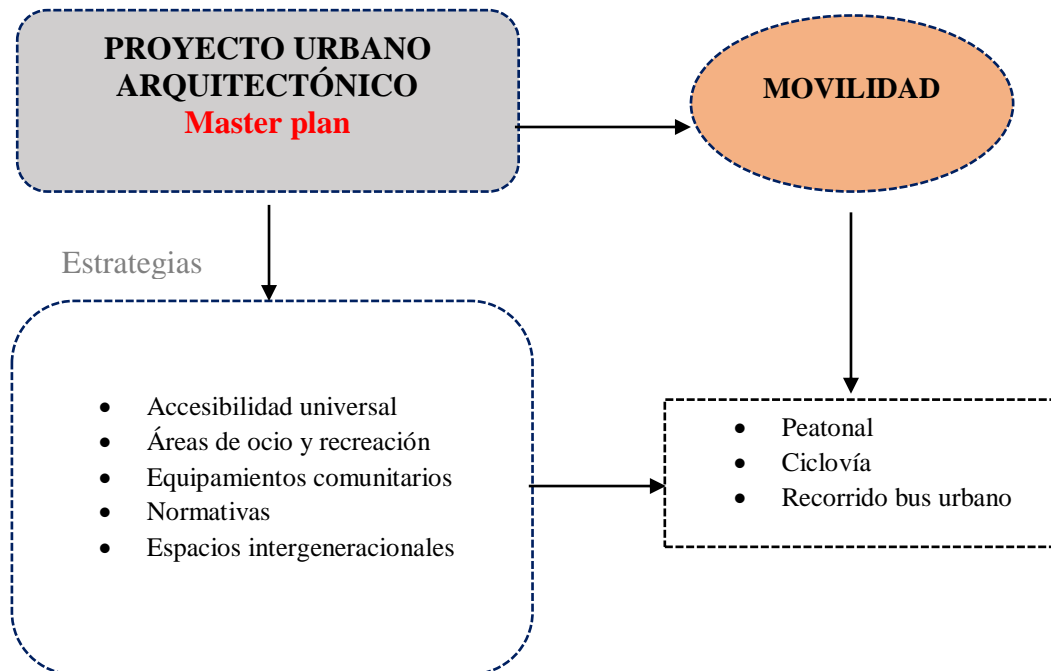 PROYECTO URBANO
ARQUITECTÓNICO
Master plan
MOVILIDAD
Estrategias
• Accesibilidad universal
• Áreas de ocio y recreación
• Equipamientos comunitarios
• Normativas
• Espacios intergeneracionales
• Peatonal
• Ciclovía
• Recorrido bus urbano